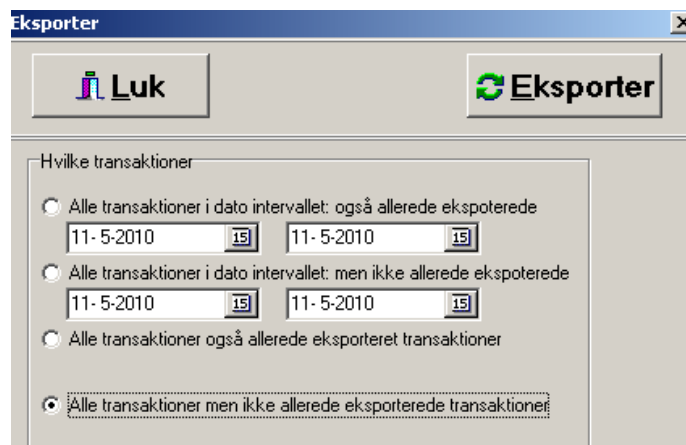 Eksporter
Luk
Eksporter
Hvilke transaktioner
Alle transaktioner i dato intervallet: også allerede ekspoterede
11- 5-2010 15 11- 5-2010 15
Alle transaktioner i dato intervallet: men ikke allerede ekspoterede
11- 5-2010 15 11- 5-2010 15
Alle transaktioner også allerede eksporteret transaktioner
Alle transaktioner men ikke allerede eksporterede transaktioner